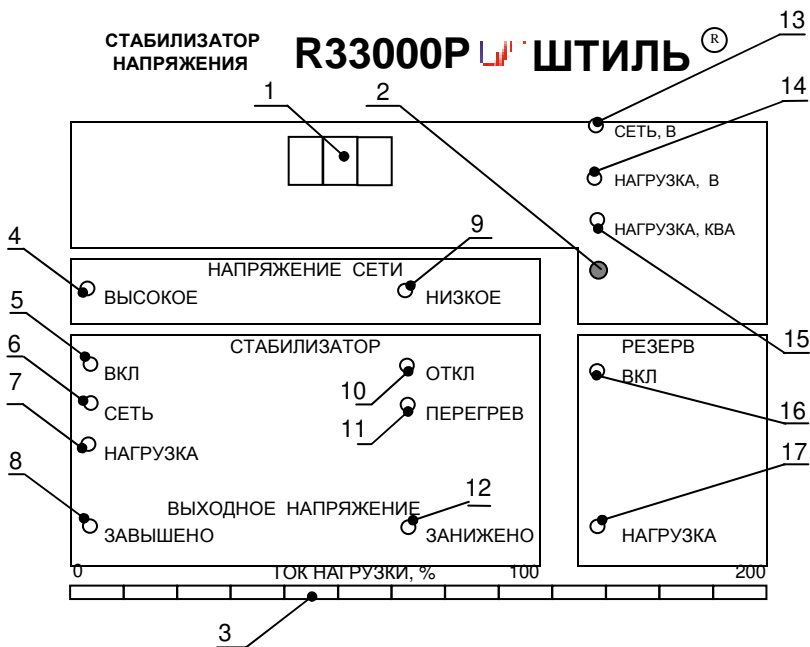 СТАБИЛИЗАТОР
НАПРЯЖЕНИЯ
R33000P ШТИЛЬ ®
13
1
2
14
СЕТЬ, В
НАГРУЗКА, В
НАГРУЗКА, КВА
4
9
НАПРЯЖЕНИЕ СЕТИ
ВЫСОКОЕ
НИЗКОЕ
5
15
СТАБИЛИЗАТОР
РЕЗЕРВ
6
ВКЛ
10
ОТКЛ
ВКЛ
7
СЕТЬ
11
ПЕРЕГРЕВ
16
НАГРУЗКА
17
8
12
ВЫХОДНОЕ НАПРЯЖЕНИЕ
ЗАВЫШЕНО
ЗАНИЖЕНО
НАГРУЗКА
0 ТОК НАГРУЗКИ, % 100 200
3